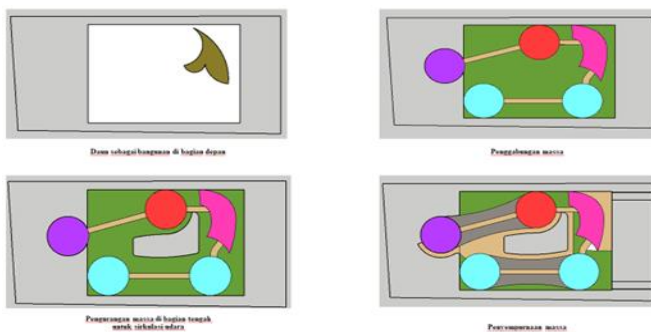 Daun sebagai bangunan di bagian depan
Penggabungan massa
Pengurangan massa di bagian tengah
untuk sirkulasi udara
Penyempurnaan massa